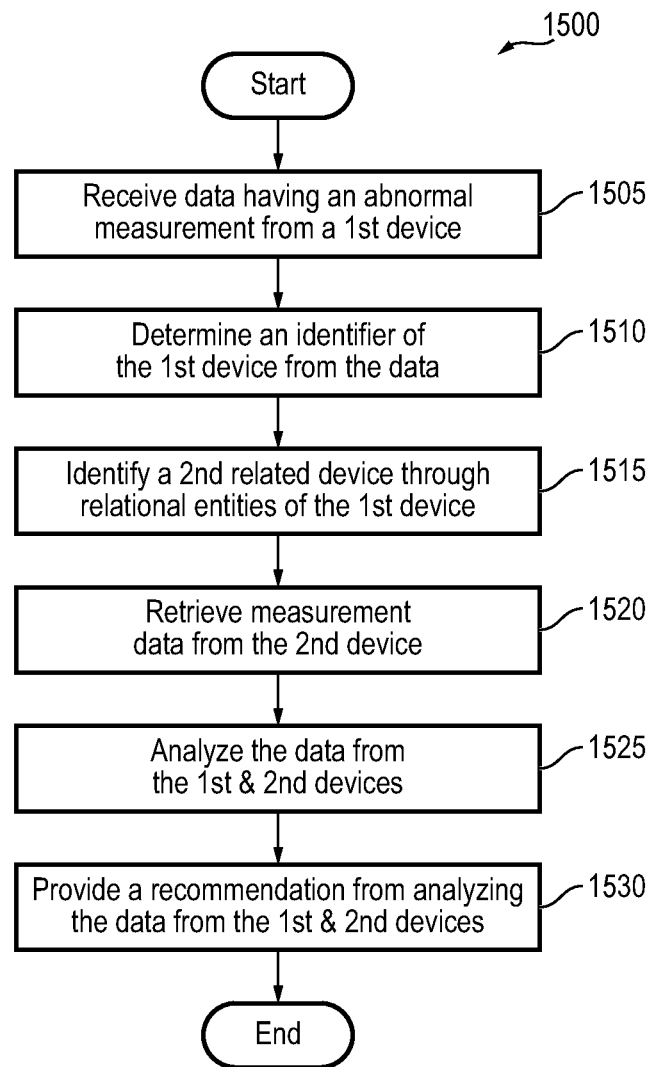 1500
Start
Receive data having an abnormal
measurement from a 1st device
1505
Determine an identifier of
the 1st device from the data
1510
Identify a 2nd related device through
relational entities of the 1st device
1515
Retrieve measurement
data from the 2nd device
1520
Analyze the data from
the 1st & 2nd devices
1525
Provide a recommendation from analyzing
the data from the 1st & 2nd devices
1530
End